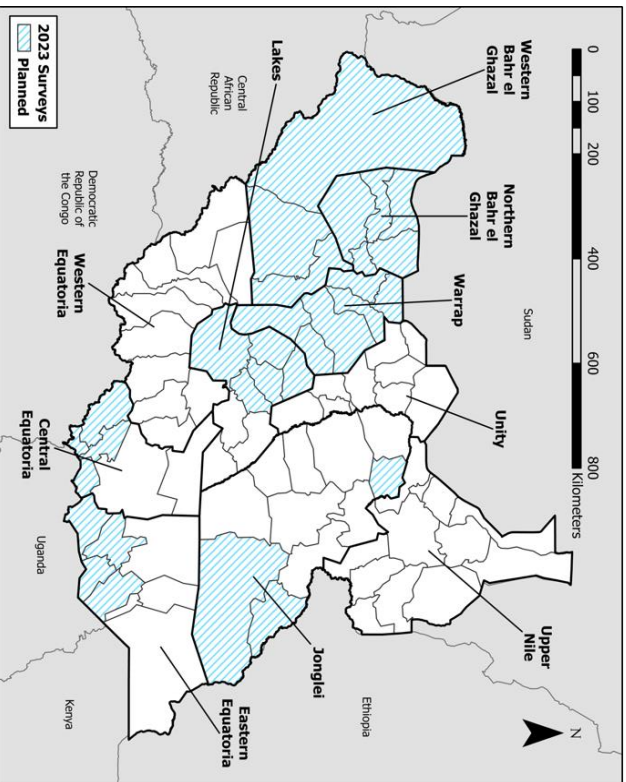 0 100 200 400 600 800
Kilometers
N
Sudan
Western
Bahr el
Ghazal
Northern
Bahr el
Ghazal
Warrap
Unity
Upper
Nile
Ethiopia
Lakes
Central
African
Republic
Jonglei
Western
Equatoria
Central
Equatoria
Eastern
Equatoria
Democratic
Republic of
the Congo
Uganda
Kenya
2023 Surveys
Planned